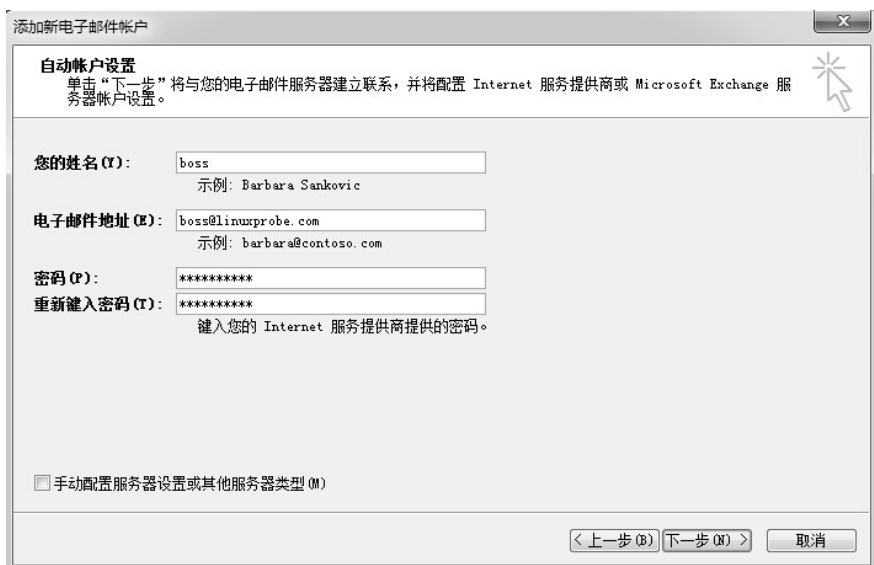 添加新电子邮件帐户
自动帐户设置
单击“下一步”将与您的电子邮件服务器建立联系，并将配置 Internet 服务提供商或 Microsoft Exchange 服
务器帐户设置。
您的姓名(Y)：
boss
示例: Barbara Sankovic
电子邮件地址(E)：
boss@linuxprobe.com
示例: barbara@contoso.com
密码(P)：
**********
重新键入密码(T)：
**********
键入您的 Internet 服务提供商提供的密码。
手动配置服务器设置或其他服务器类型(M)
< 上一步(B)
下一步(N) >
取消